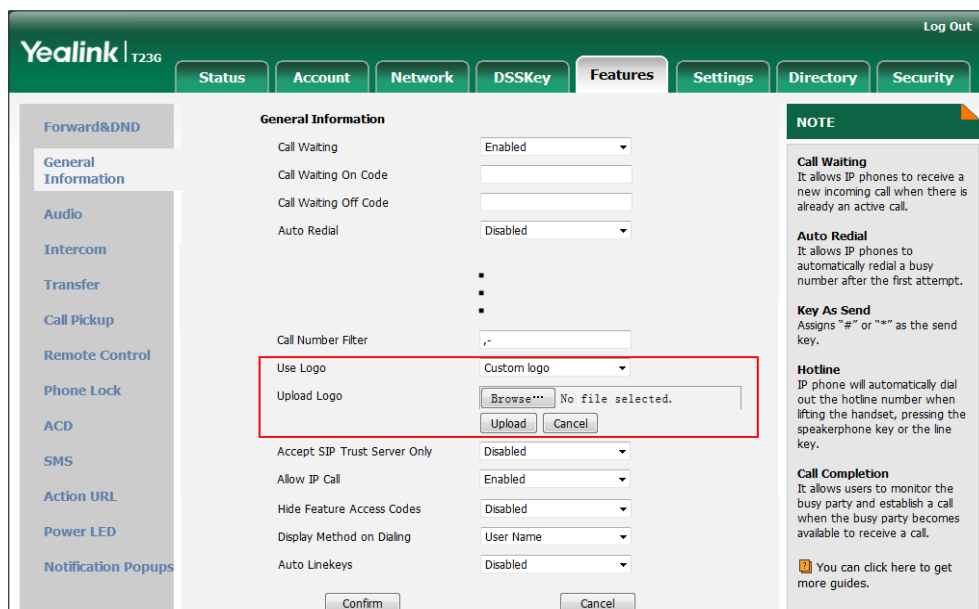 Log Out
Yealink | T23G
Status Account Network DSSKey Features Settings Directory Security
Forward&DND
General
Information
Audio
Intercom
Transfer
Call Pickup
Remote Control
Phone Lock
ACD
SMS
Action URL
Power LED
Notification Popups
General Information
Call Waiting Enabled
Call Waiting On Code
Call Waiting Off Code
Auto Redial Disabled
Call Number Filter ,-
Use Logo Custom logo
Upload Logo Browse... No file selected.
Upload Cancel
Accept SIP Trust Server Only Disabled
Allow IP Call Enabled
Hide Feature Access Codes Disabled
Display Method on Dialing User Name
Auto Linekeys Disabled
Confirm Cancel
NOTE
Call Waiting
It allows IP phones to receive a
new incoming call when there is
already an active call.
Auto Redial
It allows IP phones to
automatically redial a busy
number after the first attempt.
Key As Send
Assigns "#" or "*" as the send
key.
Hotline
IP phone will automatically dial
out the hotline number when
lifting the handset, pressing the
speakerphone key or the line
key.
Call Completion
It allows users to monitor the
busy party and establish a call
when the busy party becomes
available to receive a call.
You can click here to get
more guides.